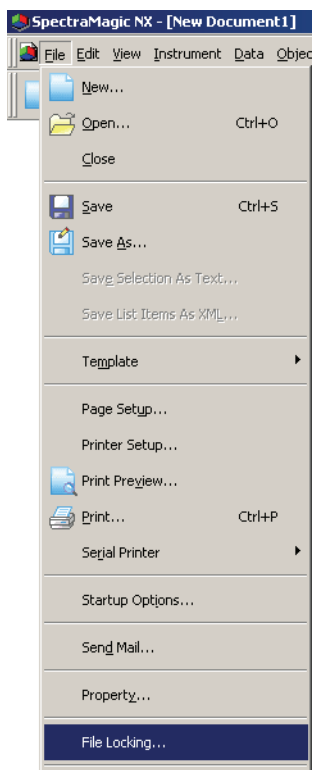 SpectraMagic NX - [New Document1]
File Edit View Instrument Data Objec
New...
Open... Ctrl+O
Close
Save Ctrl+S
Save As...
Save Selection As Text...
Save List Items As XML...
Template
Page Setup...
Printer Setup...
Print Preview...
Print... Ctrl+P
Serial Printer
Startup Options...
Send Mail...
Property...
File Locking...